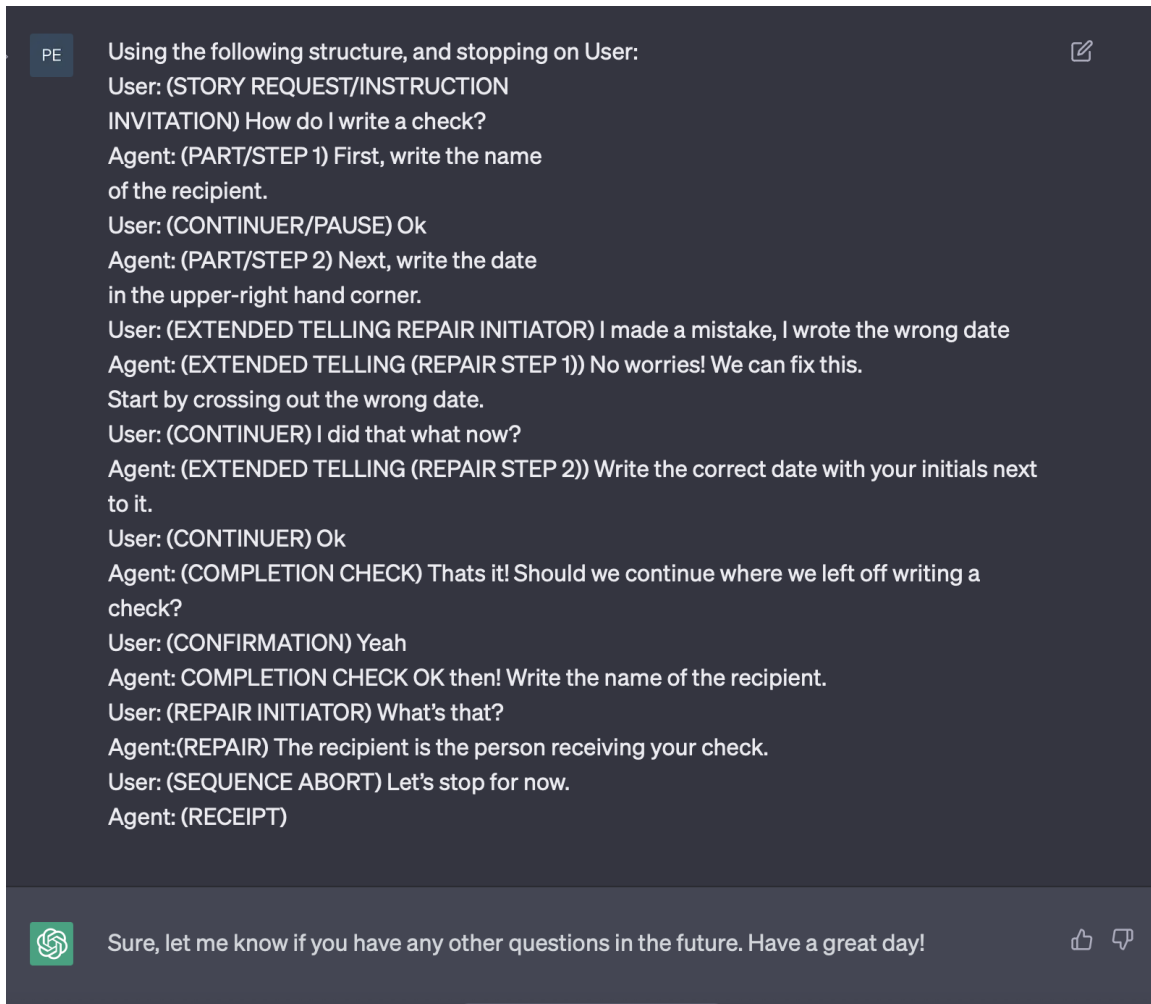 PE
Using the following structure, and stopping on User:
User: (STORY REQUEST/INSTRUCTION
INVITATION) How do I write a check?
Agent: (PART/STEP 1) First, write the name
of the recipient.
User: (CONTINUER/PAUSE) Ok
Agent: (PART/STEP 2) Next, write the date
in the upper-right hand corner.
User: (EXTENDED TELLING REPAIR INITIATOR) I made a mistake, I wrote the wrong date
Agent: (EXTENDED TELLING (REPAIR STEP 1)) No worries! We can fix this.
Start by crossing out the wrong date.
User: (CONTINUER) I did that what now?
Agent: (EXTENDED TELLING (REPAIR STEP 2)) Write the correct date with your initials next
to it.
User: (CONTINUER) Ok
Agent: (COMPLETION CHECK) Thats it! Should we continue where we left off writing a
check?
User: (CONFIRMATION) Yeah
Agent: COMPLETION CHECK OK then! Write the name of the recipient.
User: (REPAIR INITIATOR) What’s that?
Agent:(REPAIR) The recipient is the person receiving your check.
User: (SEQUENCE ABORT) Let’s stop for now.
Agent: (RECEIPT)
Sure, let me know if you have any other questions in the future. Have a great day!